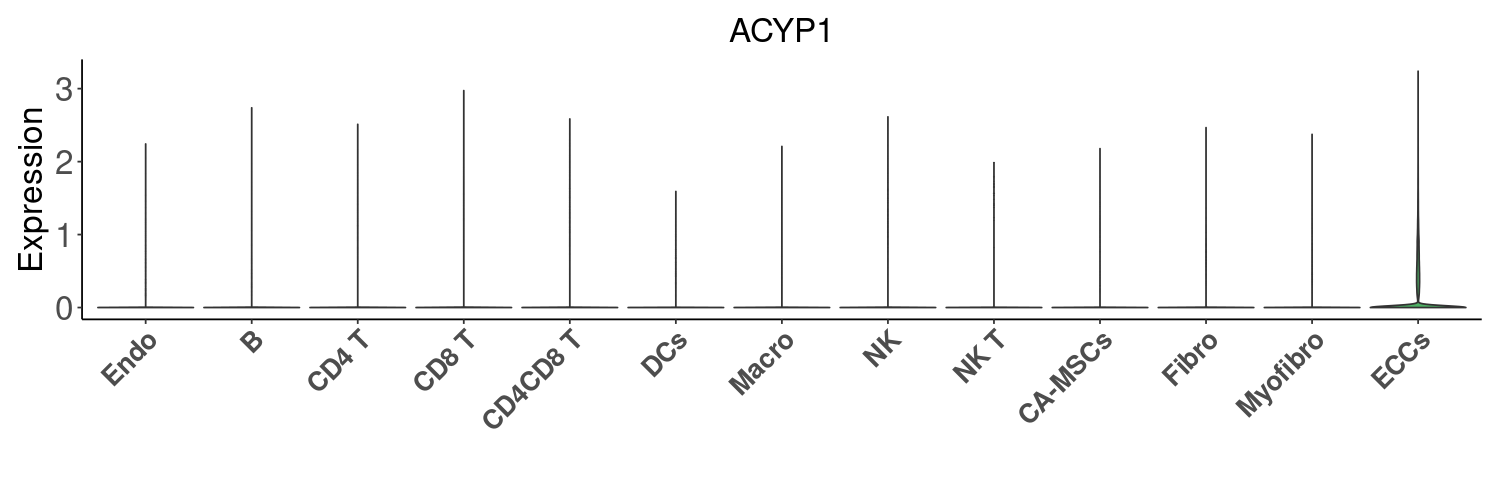 ACYP1
Expression
3
2
1
0
Endo
B
CD4 T
CD8 T
CD4CD8 T
DCs
Macro
NK
NK T
CA-MSCs
Fibro
Myofibro
ECCs